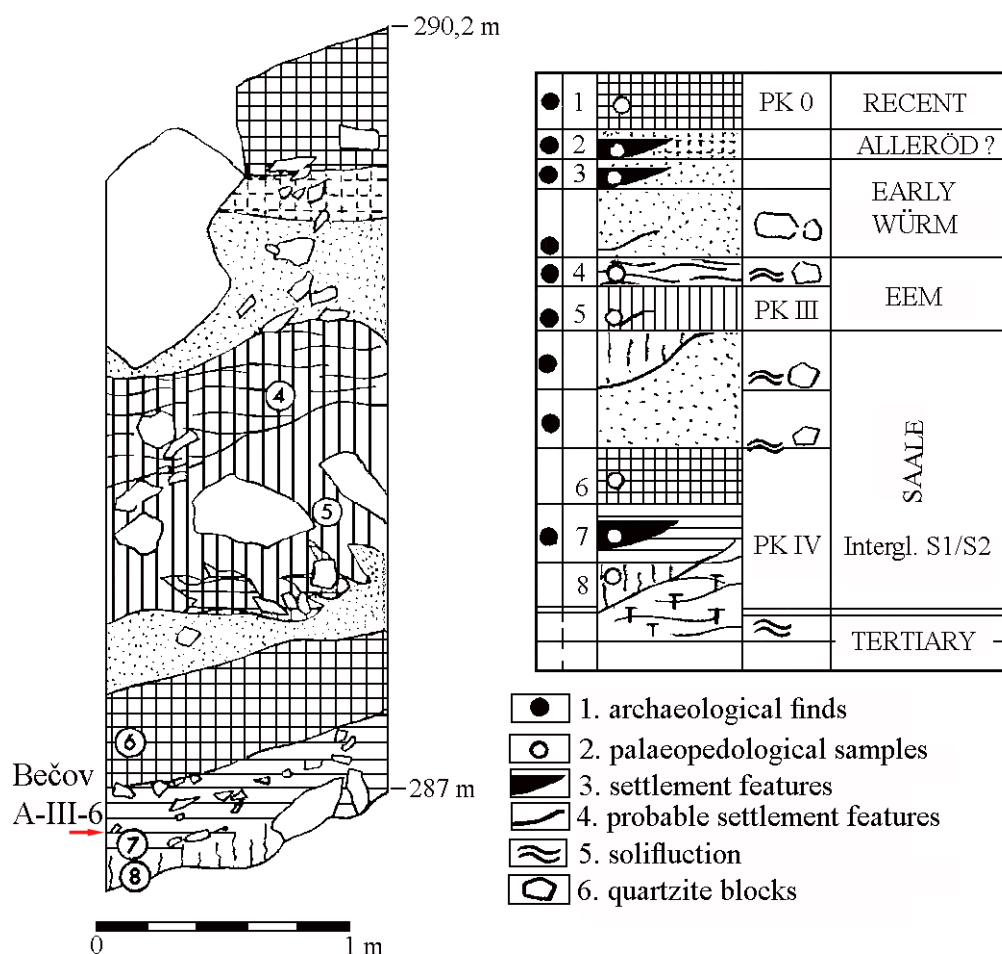 290,2 m
4
5
6
Bečov
A-III-6
287 m
7
8
0
1 m
1 PK 0 RECENT
2 ALLERÖD ?
3 EARLY
WÜRM
4 EEM
5 PK III
SAALE
6
7 PK IV Intergl. S1/S2
8
TERTIARY
1. archaeological finds
2. palaeopedological samples
3. settlement features
4. probable settlement features
5. solifluction
6. quartzite blocks